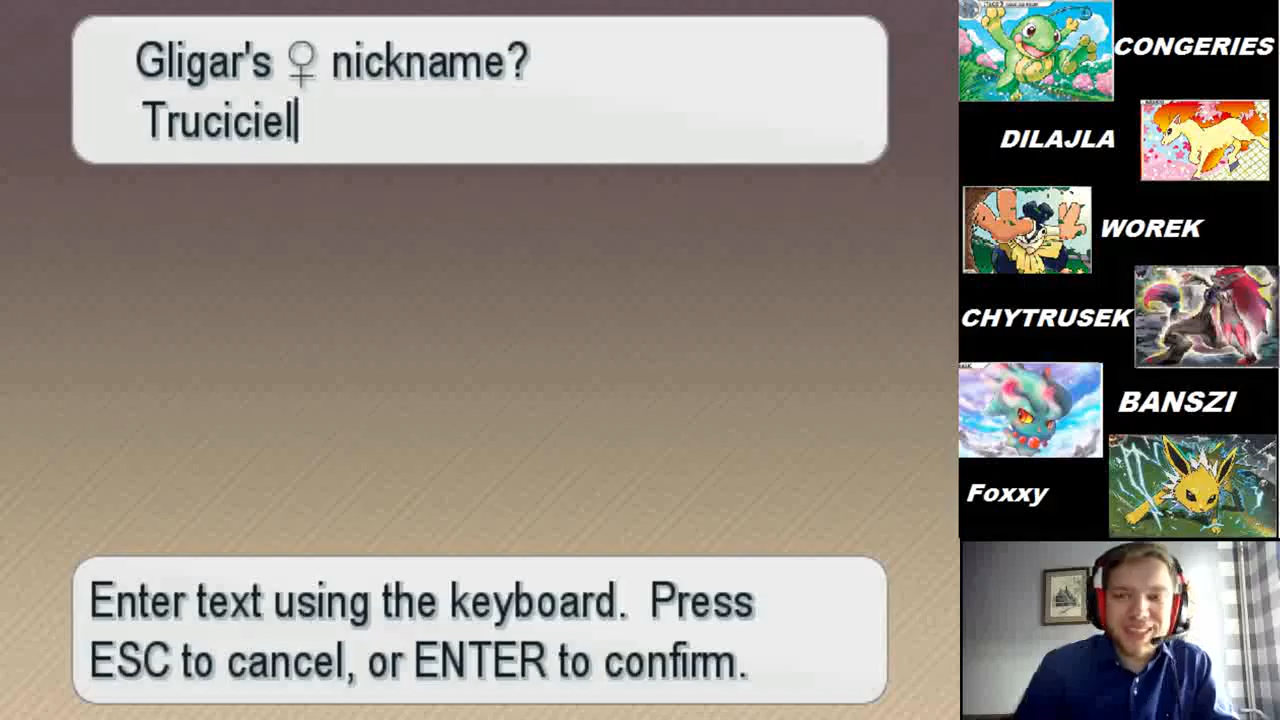 Gligar's ♀ nickname?
Truciciel
Enter text using the keyboard. Press
ESC to cancel, or ENTER to confirm.
CONGERIES
DILAJLA
WOREK
CHYTRUSEK
BANSZI
Foxxy